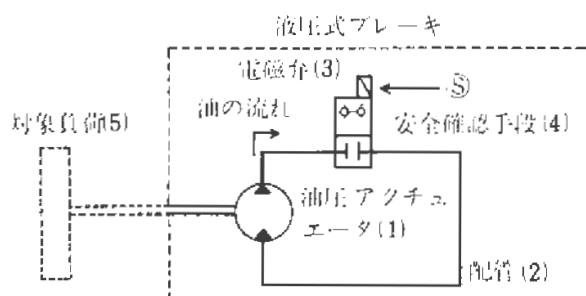 液圧式ブレーキ
電磁弁(3)
Ⓢ
油の流れ
対象負荷(5)
安全確認手段(4)
油圧アクチュ
エータ(1)
配管(2)